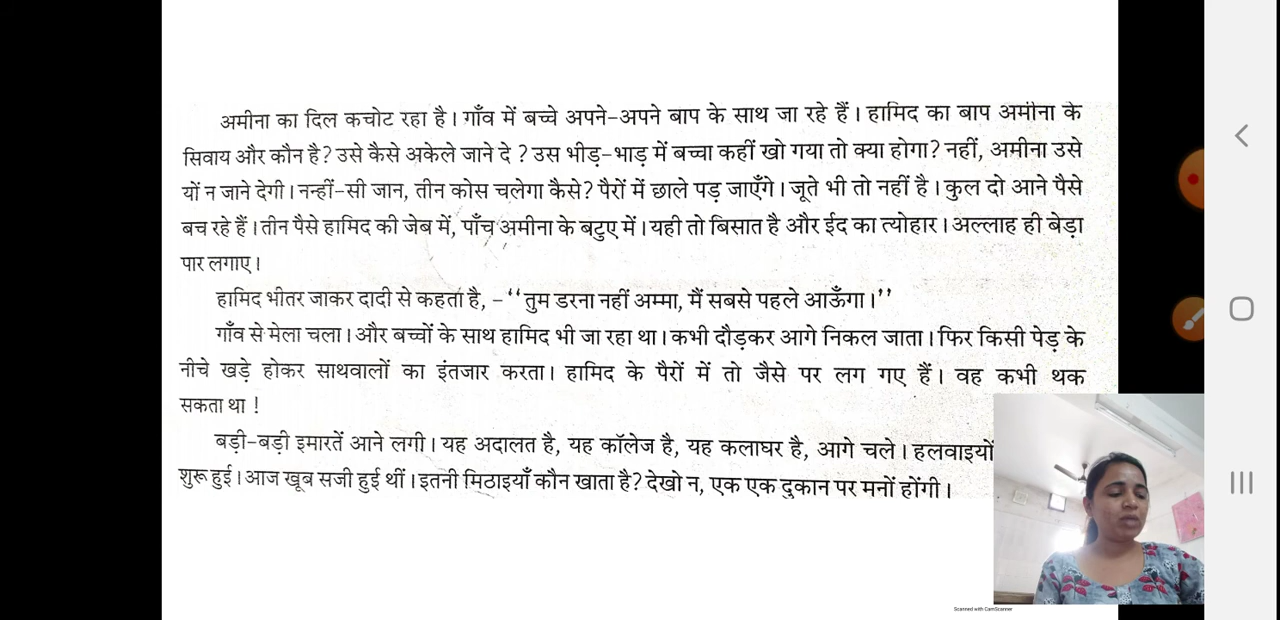 अमीना का दिल कचोट रहा है। गाँव में बच्चे अपने-अपने बाप के साथ जा रहे हैं। हामिद का बाप अमीना के
सिवाय और कौन है? उसे कैसे अकेले जाने दे ? उस भीड़-भाड़ में बच्चा कहीं खो गया तो क्या होगा? नहीं, अमीना उसे
यों न जाने देगी। नन्हीं-सी जान, तीन कोस चलेगा कैसे? पैरों में छाले पड़ जाएँगे। जूते भी तो नहीं है। कुल दो आने पैसे
बच रहे हैं। तीन पैसे हामिद की जेब में, पाँच अमीना के बटुए में। यही तो बिसात है और ईद का त्योहार। अल्लाह ही बेड़ा
पार लगाए।
हामिद भीतर जाकर दादी से कहता है, –‘‘तुम डरना नहीं अम्मा, मैं सबसे पहले आऊँगा।’’
गाँव से मेला चला। और बच्चों के साथ हामिद भी जा रहा था। कभी दौड़कर आगे निकल जाता। फिर किसी पेड़ के
नीचे खड़े होकर साथवालों का इंतजार करता। हामिद के पैरों में तो जैसे पर लग गए हैं। वह कभी थक
सकता था !
बड़ी-बड़ी इमारतें आने लगी। यह अदालत है, यह कॉलेज है, यह कलाघर है, आगे चले। हलवाइयों
शुरू हुई। आज खूब सजी हुई थीं। इतनी मिठाइयाँ कौन खाता है? देखो न, एक एक दुकान पर मनों होंगी।
Scanned with CamScanner